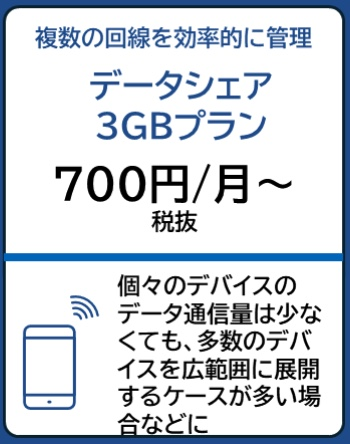 複数の回線を効率的に管理
データシェア
3GBプラン
700円/月～
税抜
個々のデバイスの
データ通信量は少な
くても、多数のデバ
イスを広範囲に展開
するケースが多い場
合などに